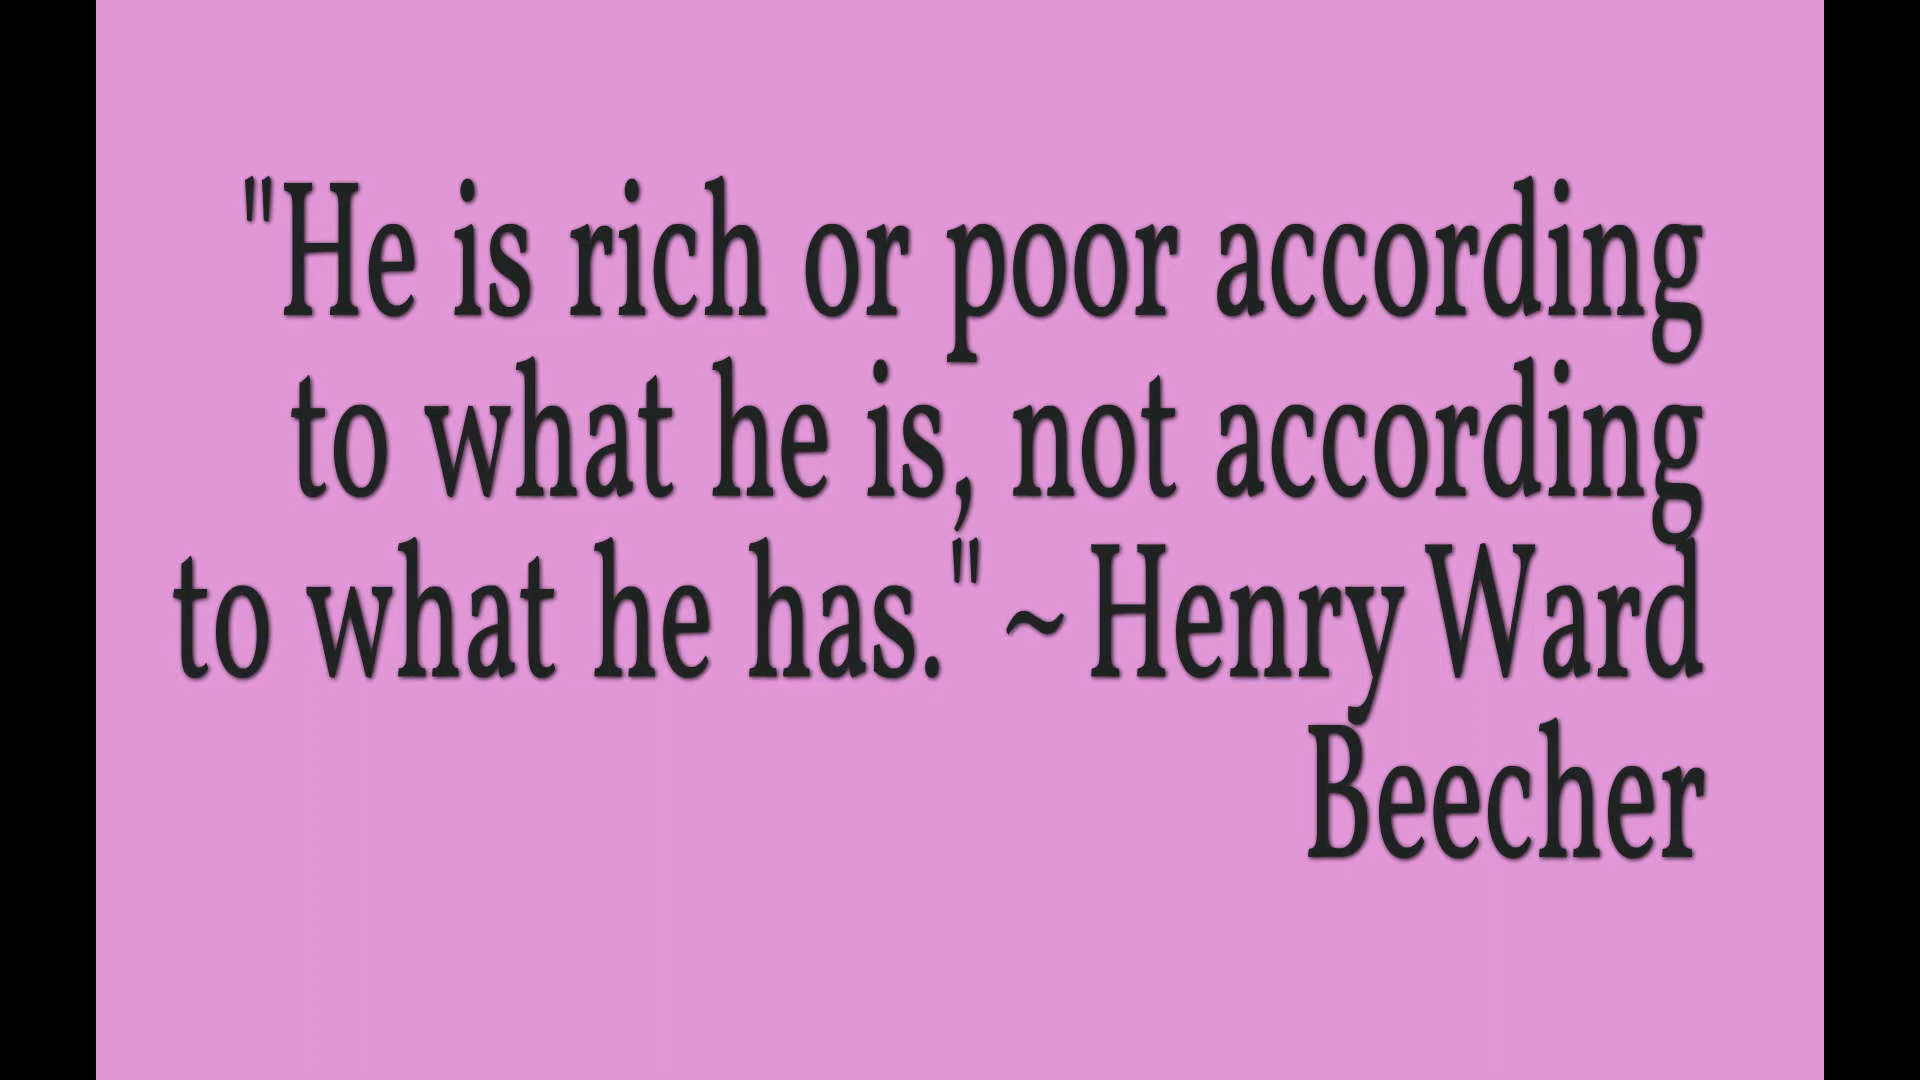 "He is rich or poor according
to what he is, not according
to what he has." ~ Henry Ward
Beecher